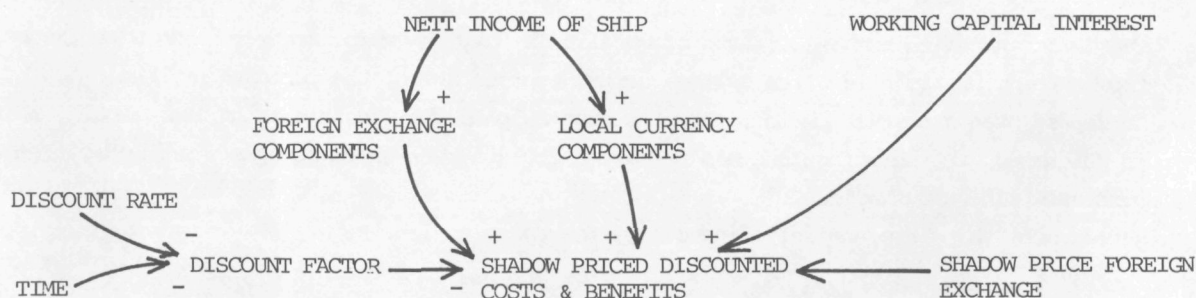 NETT INCOME OF SHIP
WORKING CAPITAL INTEREST
+
+
FOREIGN EXCHANGE
COMPONENTS
LOCAL CURRENCY
COMPONENTS
DISCOUNT RATE
-
+
+
+
DISCOUNT FACTOR
SHADOW PRICED DISCOUNTED
COSTS & BENEFITS
SHADOW PRICE FOREIGN
EXCHANGE
TIME
-
-